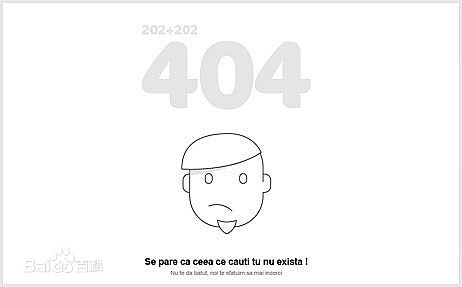 202+202
404
Se pare ca ceea ce cauti tu nu exista !
Nu te da batut, noi te sfatuim sa mai incerci
Bai百科